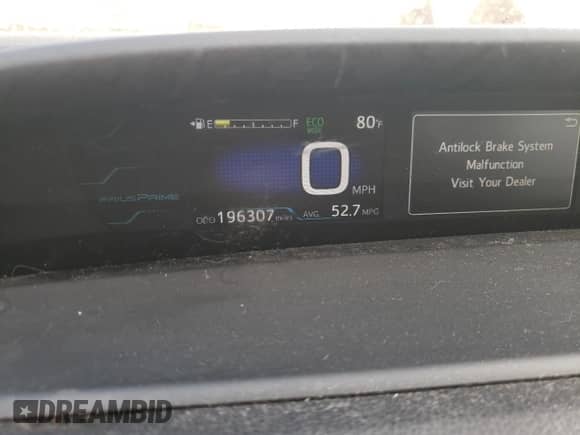 E F ECO MODE 80°F
0 MPH
PRIUS PRIME
ODO 196307 miles AVG. 52.7 MPG
Antilock Brake System
Malfunction
Visit Your Dealer
DREAMBID